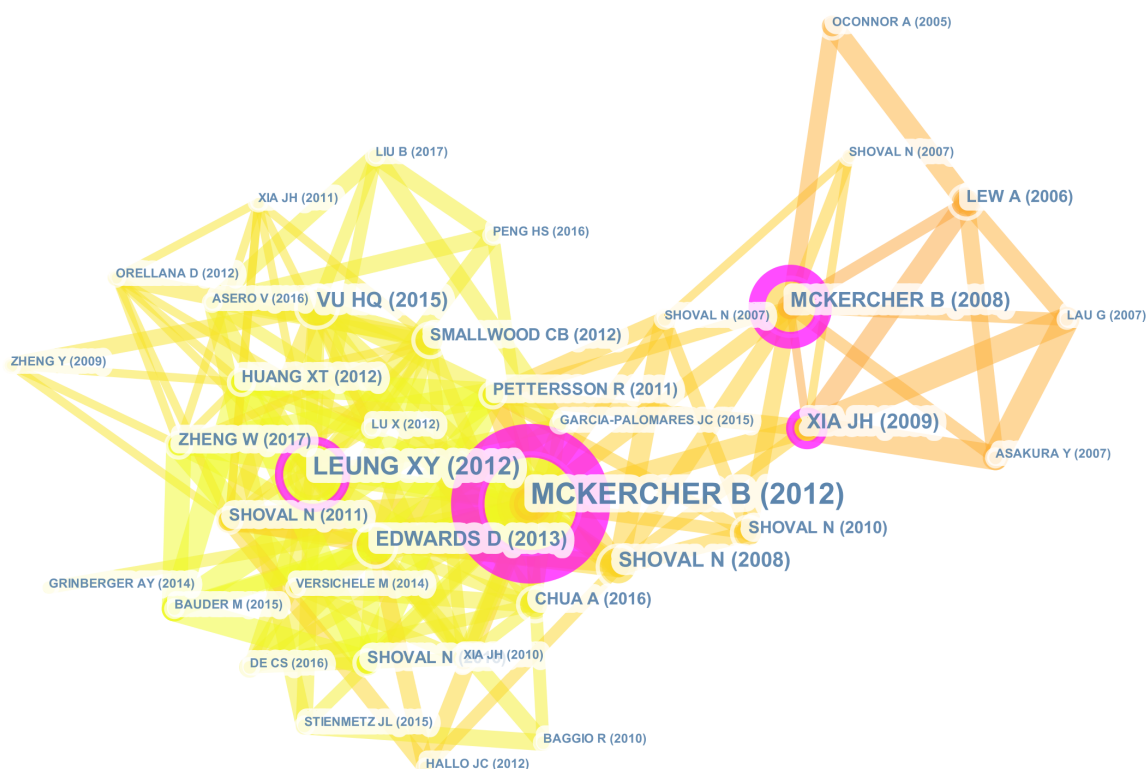 OCONNOR A (2005)
LIU B (2017)
SHOVAL N (2007)
XIA JH (2011)
LEW A (2006)
PENG HS (2016)
ORELLANA D (2012)
ASERO V (2016)
VU HQ (2015)
MCKERCHER B (2008)
SHOVAL N (2007)
LAU G (2007)
SMALLWOOD CB (2012)
ZHENG Y (2009)
HUANG XT (2012)
PETTERSSON R (2011)
LU X (2012)
GARCIA-PALOMARES JC (2015)
XIA JH (2009)
ZHENG W (2017)
ASAKURA Y (2007)
LEUNG XY (2012)
MCKERCHER B (2012)
SHOVAL N (2011)
SHOVAL N (2010)
EDWARDS D (2013)
SHOVAL N (2008)
GRINBERGER AY (2014)
VERSICHELE M (2014)
BAUDER M (2015)
CHUA A (2016)
DE CS (2016)
SHOVAL N
XIA JH (2010)
STIENMETZ JL (2015)
BAGGIO R (2010)
HALLO JC (2012)